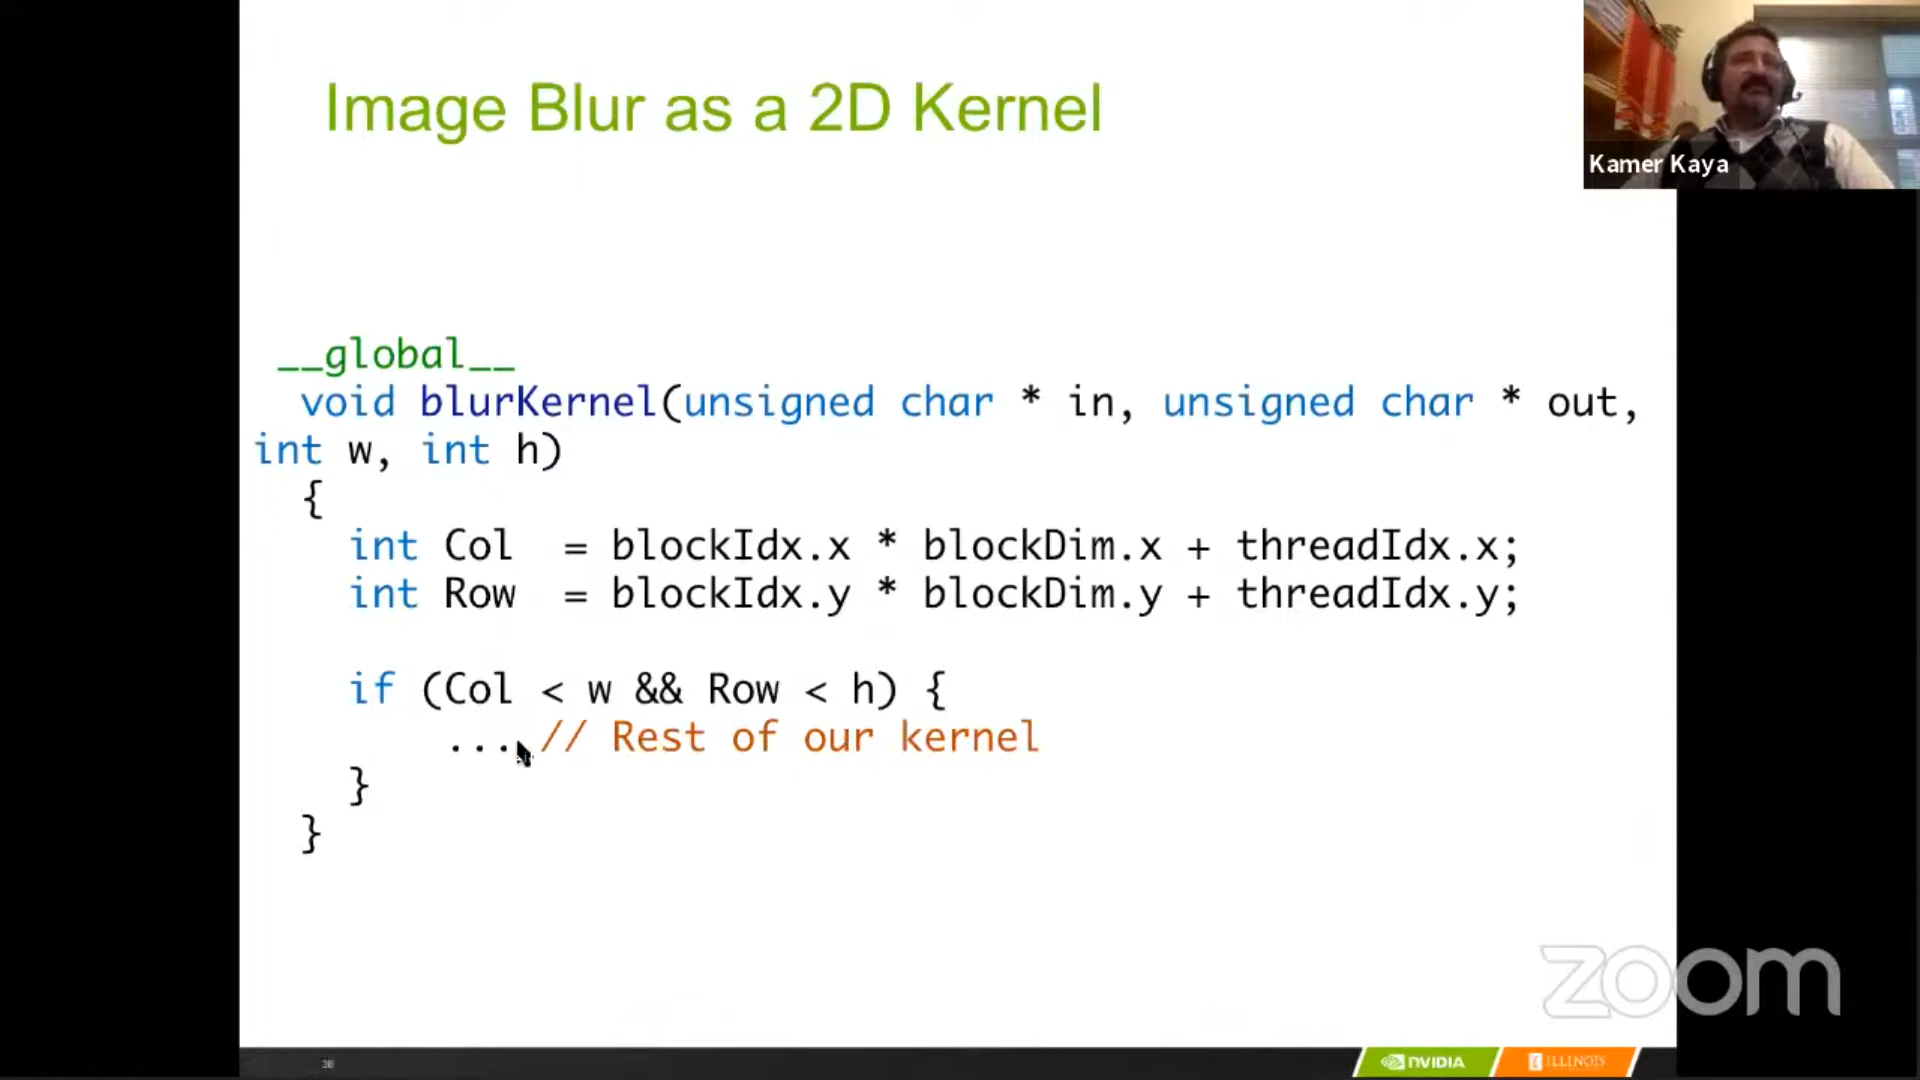 Image Blur as a 2D Kernel
Kamer Kaya
__global__
void blurKernel(unsigned char * in, unsigned char * out,
int w, int h)
{
int Col = blockIdx.x * blockDim.x + threadIdx.x;
int Row = blockIdx.y * blockDim.y + threadIdx.y;
if (Col < w && Row < h) {
... // Rest of our kernel
}
}
zoom
NVIDIA
I ILLINOIS